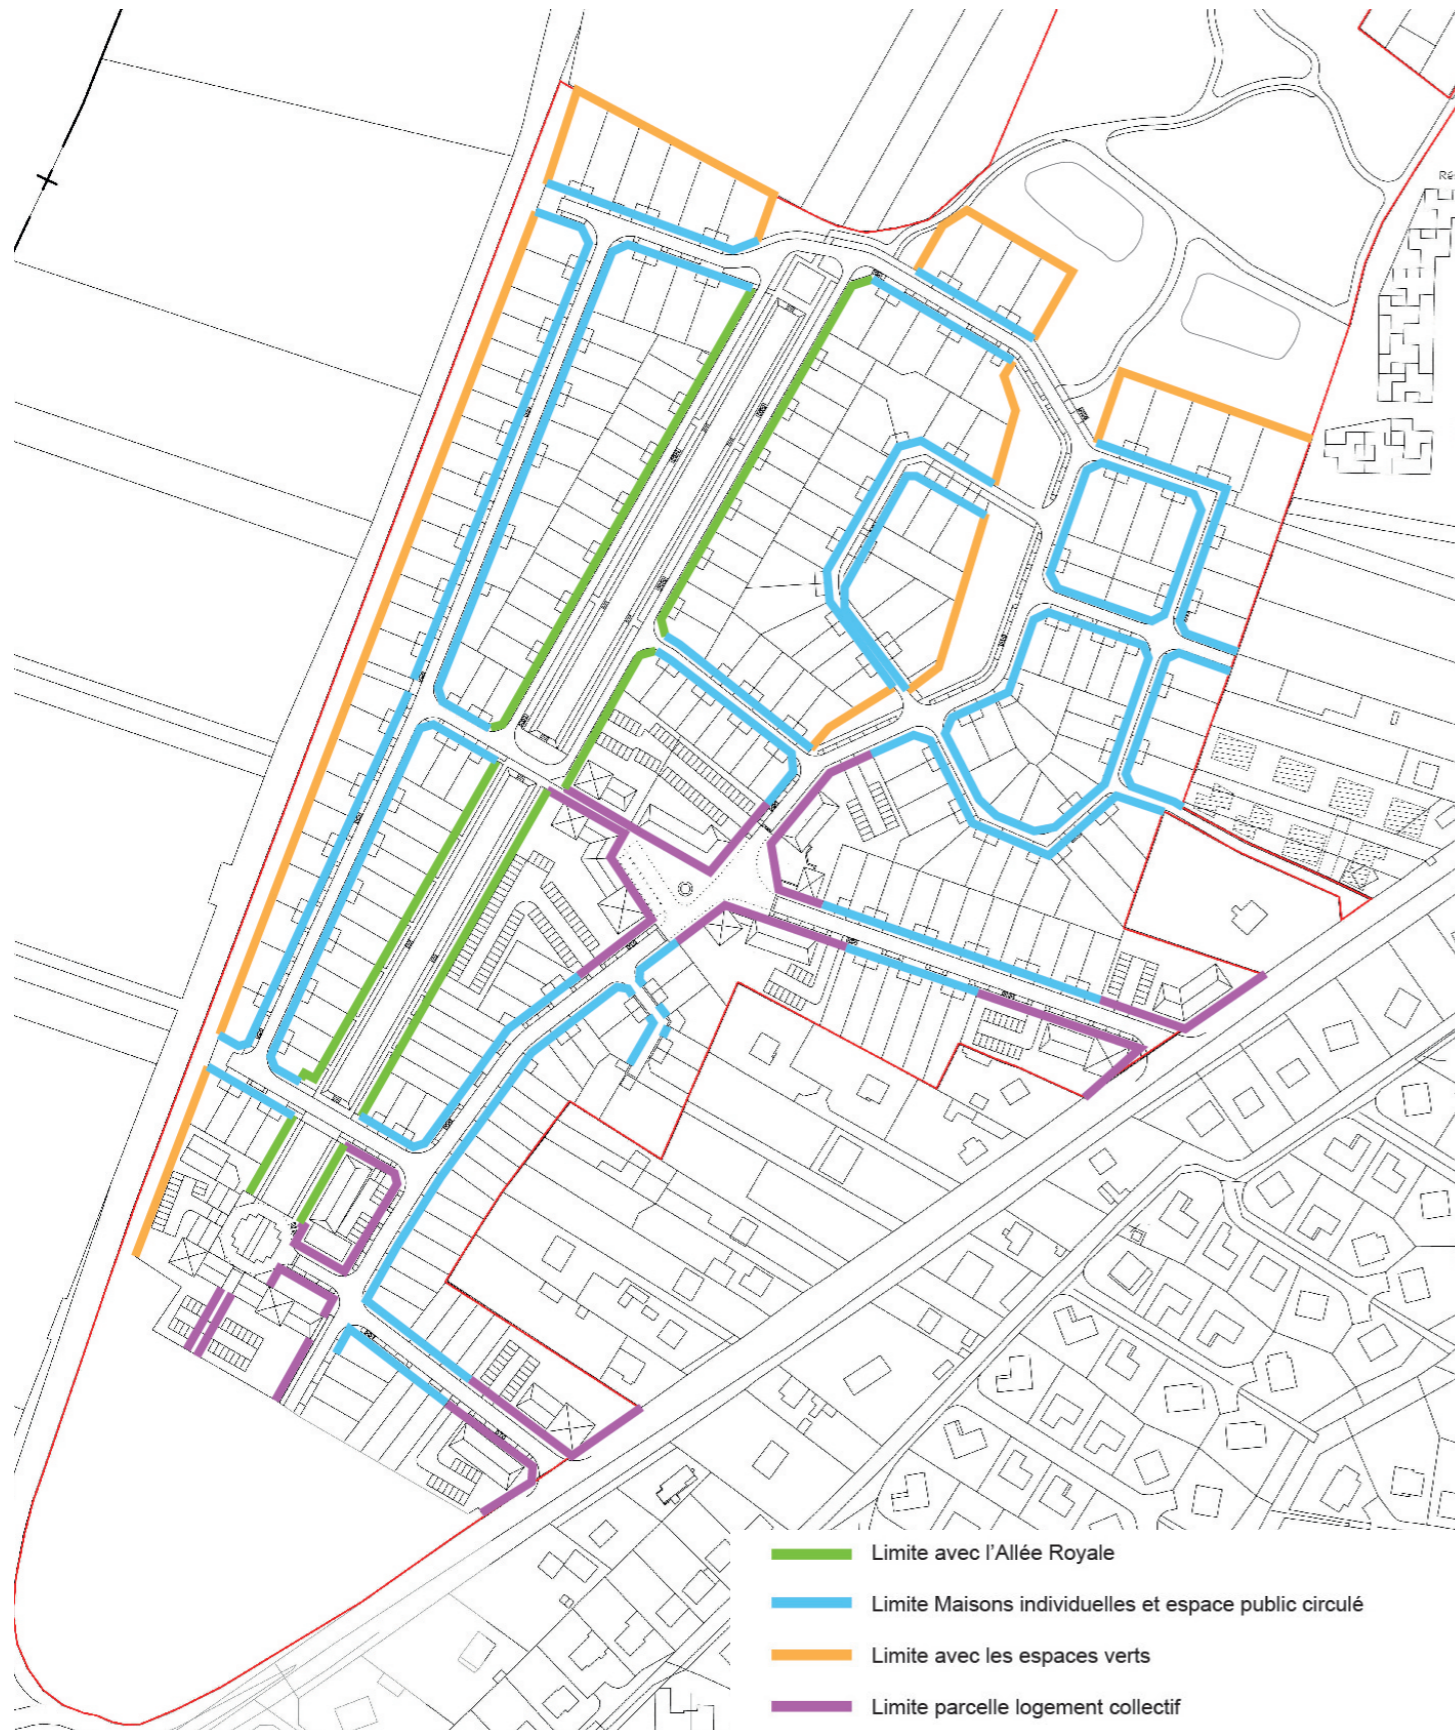 Ré
Limite avec l'Allée Royale
Limite Maisons individuelles et espace public circulé
Limite avec les espaces verts
Limite parcelle logement collectif